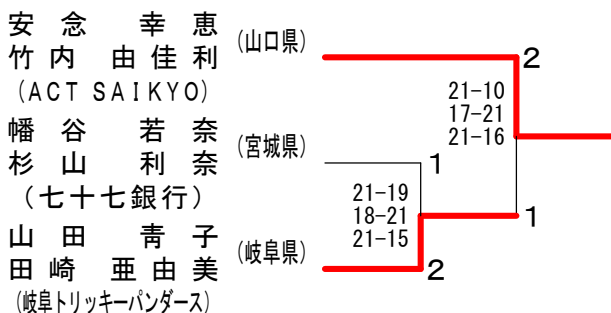 安念 幸恵
竹内 由佳利
(ACT SAIKYO)
(山口県)
2
21-10
17-21
21-16
幡谷 若奈
杉山 利奈
(七十七銀行)
(宮城県)
1
21-19
18-21
21-15
1
山田 青子
田崎 亜由美
(岐阜トリッキーパンダース)
(岐阜県)
2